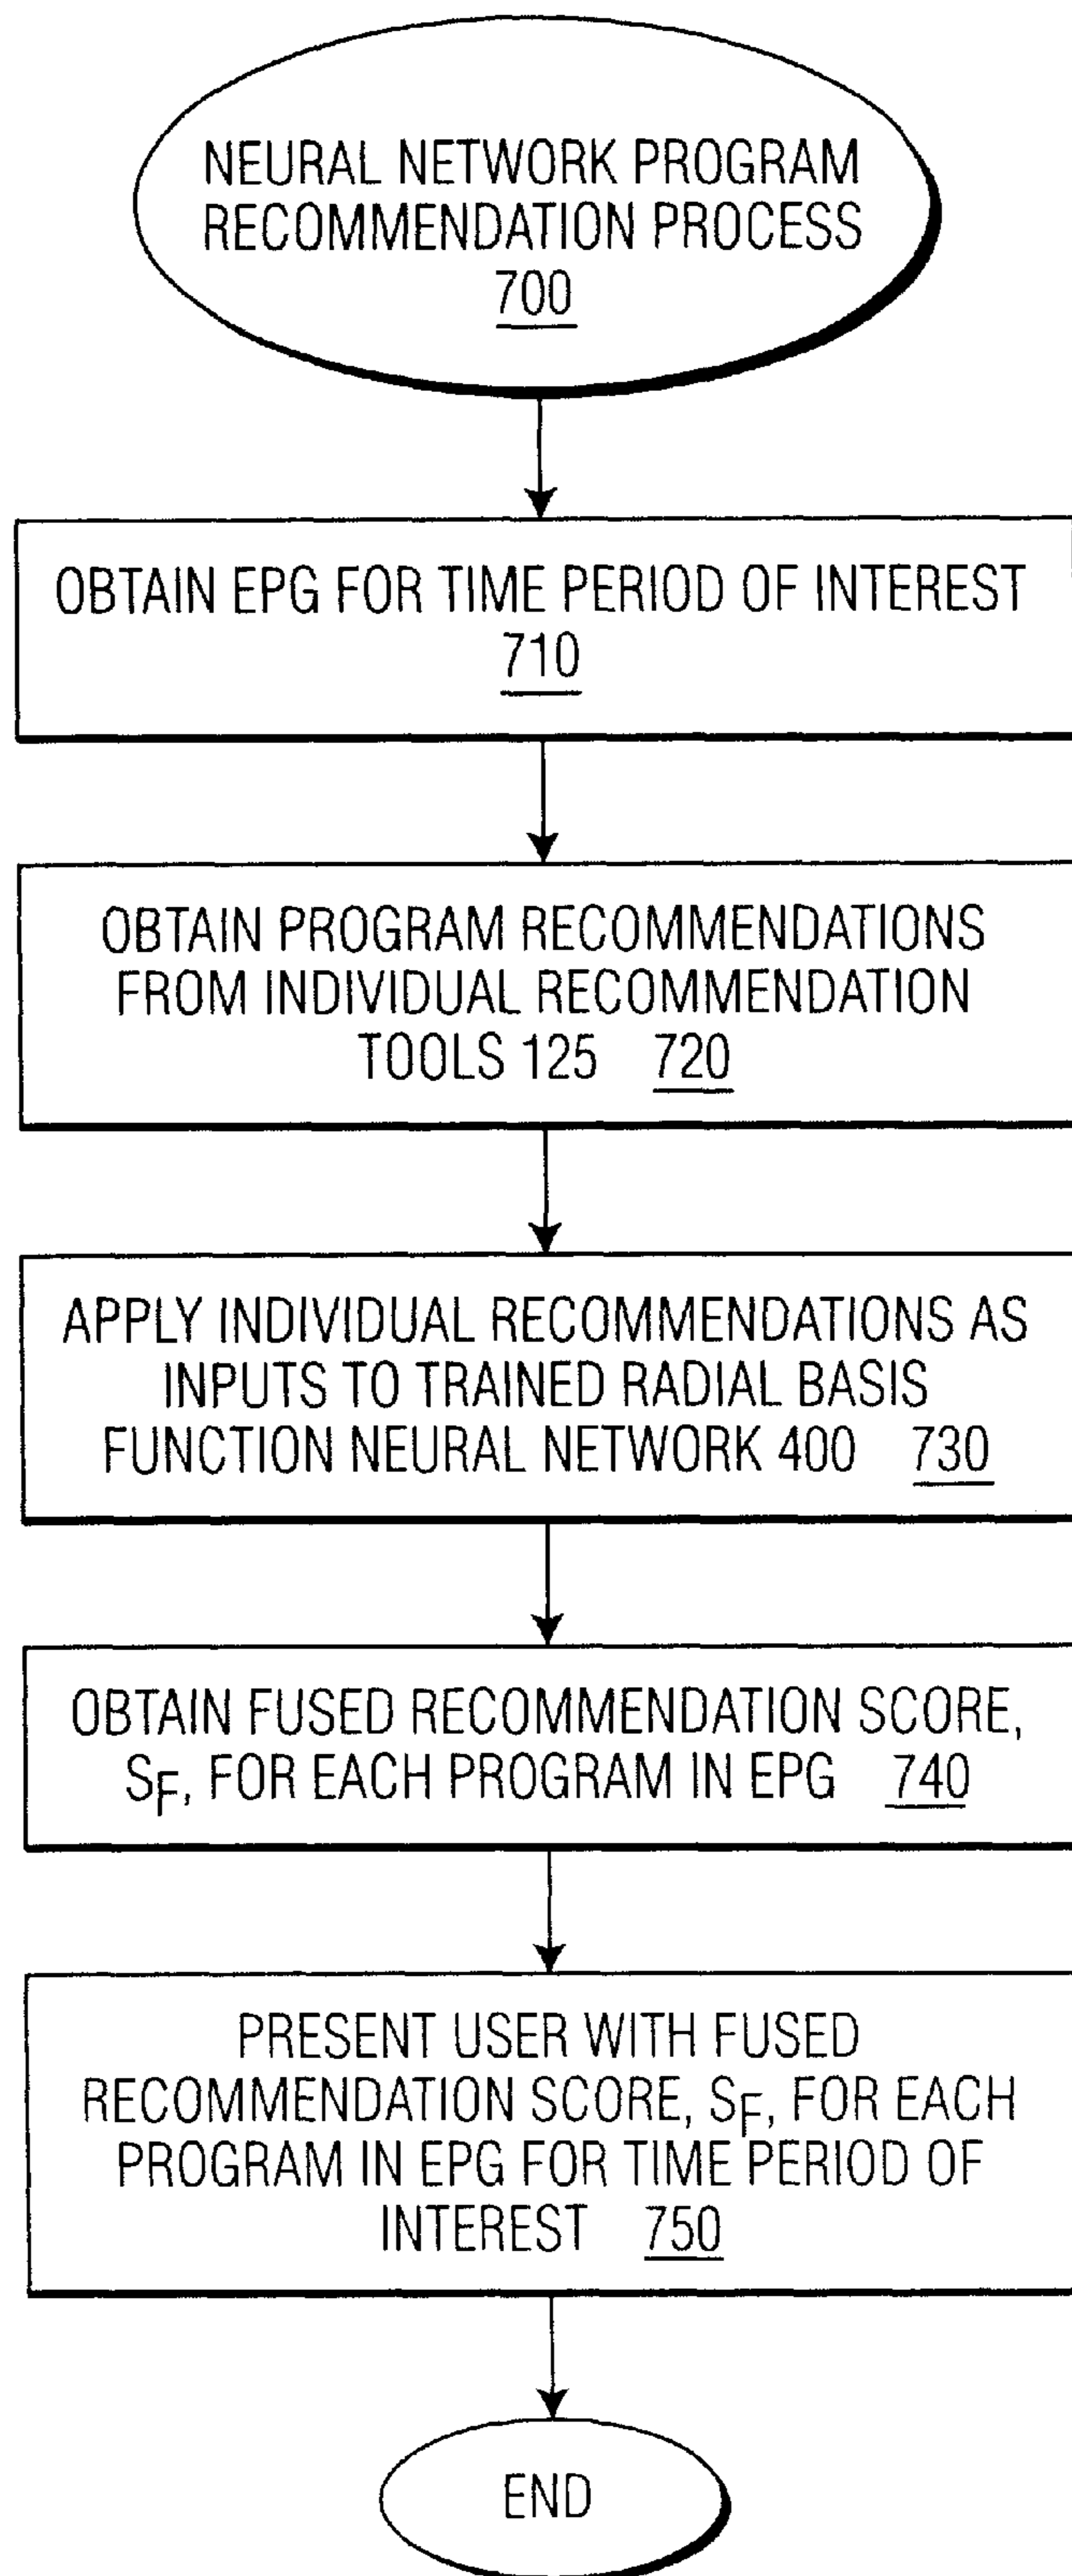 NEURAL NETWORK PROGRAM
RECOMMENDATION PROCESS
700
OBTAIN EPG FOR TIME PERIOD OF INTEREST
710
OBTAIN PROGRAM RECOMMENDATIONS
FROM INDIVIDUAL RECOMMENDATION
TOOLS 125 720
APPLY INDIVIDUAL RECOMMENDATIONS AS
INPUTS TO TRAINED RADIAL BASIS
FUNCTION NEURAL NETWORK 400 730
OBTAIN FUSED RECOMMENDATION SCORE,
SF, FOR EACH PROGRAM IN EPG 740
PRESENT USER WITH FUSED
RECOMMENDATION SCORE, SF, FOR EACH
PROGRAM IN EPG FOR TIME PERIOD OF
INTEREST 750
END